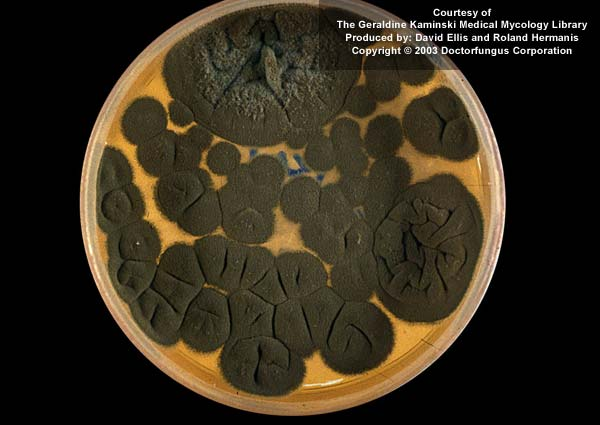 Courtesy of
The Geraldine Kaminski Medical Mycology Library
Produced by: David Ellis and Roland Hermanis
Copyright © 2003 Doctorfungus Corporation